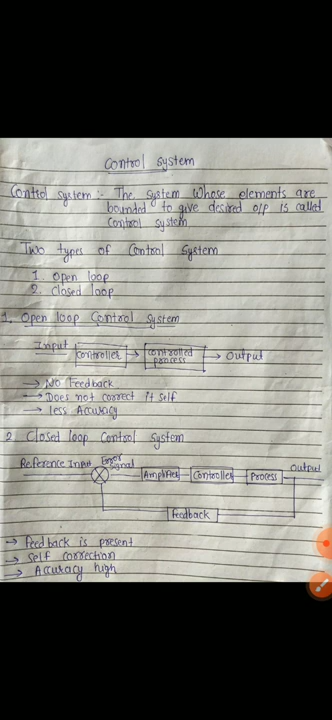 Control system
Control system :- The system whose elements are
bounded to give desired o/p is called
Control system
Two types of Control System
1. Open loop
2. Closed loop
1. Open loop Control System
Input Controller → Controlled process → Output
→ No Feedback
→ Does not correct it self
→ less Accuracy
2 Closed loop Control System
Reference Input Error Signal Amplifier Controller Process Output
Feedback
→ Feedback is present
→ Self correction
→ Accuracy high